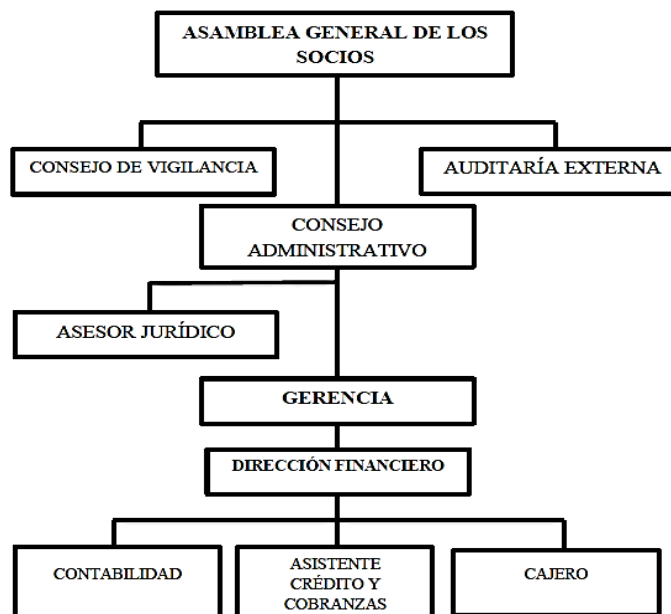 ASAMBLEA GENERAL DE LOS
SOCIOS
CONSEJO DE VIGILANCIA
AUDITARÍA EXTERNA
CONSEJO
ADMINISTRATIVO
ASESOR JURÍDICO
GERENCIA
DIRECCIÓN FINANCIERO
CONTABILIDAD
ASISTENTE
CRÉDITO Y
COBRANZAS
CAJERO